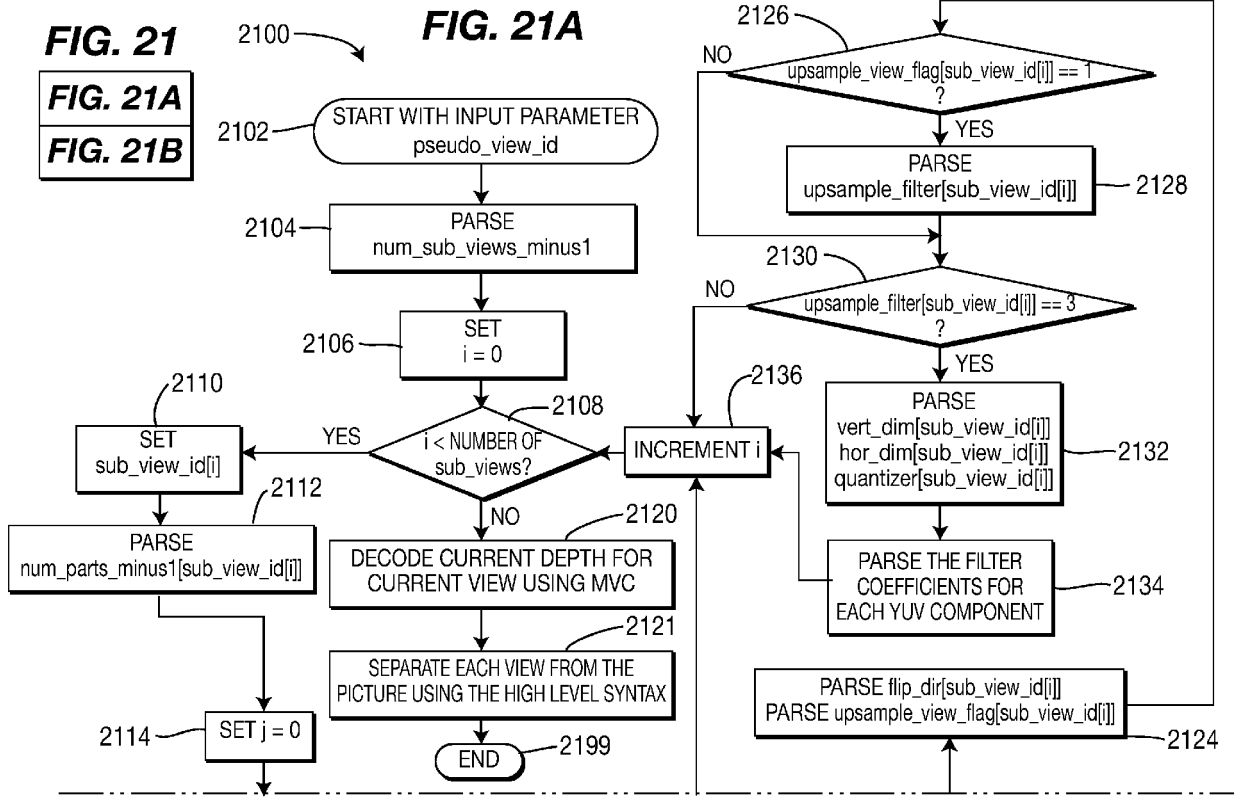 FIG. 21
FIG. 21A
FIG. 21B
2100
FIG. 21A
2102
START WITH INPUT PARAMETER
pseudo_view_id
2104
PARSE
num_sub_views_minus1
2106
SET
i = 0
2108
i < NUMBER OF
sub_views?
YES
NO
2110
SET
sub_view_id[i]
2112
PARSE
num_parts_minus1[sub_view_id[i]]
2114
SET j = 0
2120
DECODE CURRENT DEPTH FOR
CURRENT VIEW USING MVC
2121
SEPARATE EACH VIEW FROM THE
PICTURE USING THE HIGH LEVEL SYNTAX
END
2199
2136
INCREMENT i
2126
NO
upsample_view_flag[sub_view_id[i]] == 1
?
YES
PARSE
upsample_filter[sub_view_id[i]]
2128
2130
NO
upsample_filter[sub_view_id[i]] == 3
?
YES
PARSE
vert_dim[sub_view_id[i]]
hor_dim[sub_view_id[i]]
quantizer[sub_view_id[i]]
2132
PARSE THE FILTER
COEFFICIENTS FOR
EACH YUV COMPONENT
2134
PARSE flip_dir[sub_view_id[i]]
PARSE upsample_view_flag[sub_view_id[i]]
2124